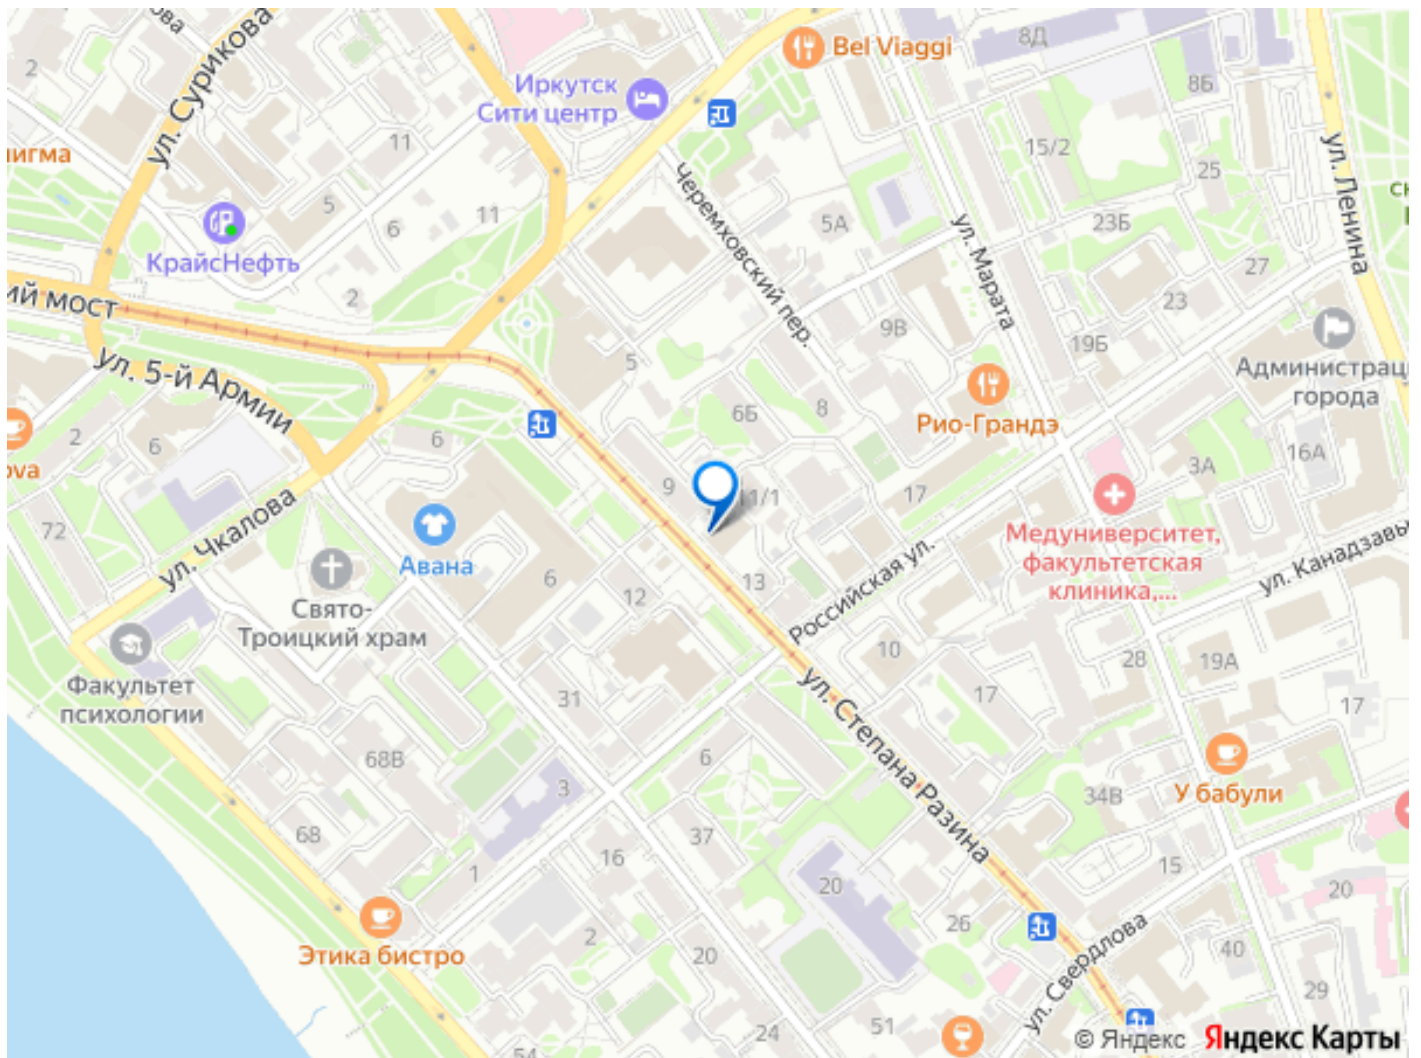 ова
ул. Сурикова
2
Bel Viaggi
8Д
8Б
Иркутск
Сити центр
нигма
11
15/2
25
ул. Ленина
Черемховский пер.
5
6
11
5А
ул. Марата
23Б
27
КрайсНефть
ий мост
2
23
9В
19Б
Администрац
города
ул. 5-й Армии
5
6Б
8
Рио-Грандэ
2
6
6
ova
16А
3А
9
11/1
17
72
ул. Чкалова
Авана
Медуниверситет,
факультетская
клиника,...
ул. Канадзавы
Свято-
Троицкий храм
6
12
13
Российская ул.
10
28
19А
Факультет
психологии
31
17
17
ул. Степана Разина
68В
3
6
34В
У бабули
68
37
16
1
20
15
20
26
Этика бистро
2
20
ул. Свердлова
40
29
24
51
54
© Яндекс Яндекс Карты